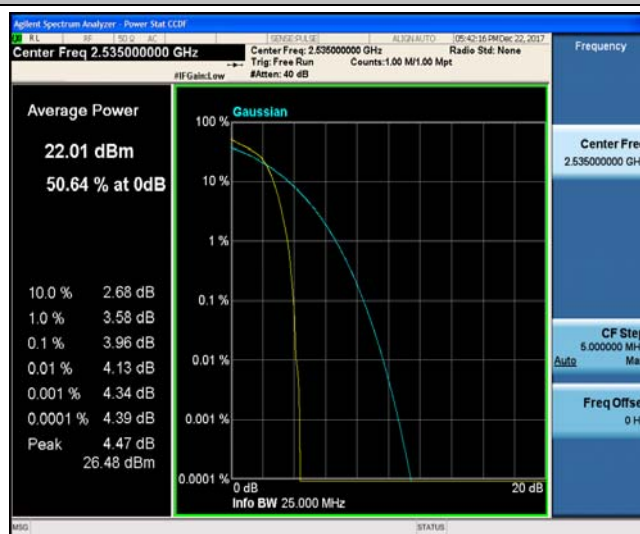 Agilent Spectrum Analyzer - Power Stat CCDF
RL RF 50 Ω AC SENSE:PULSE ALIGN AUTO 05:42:16 PM Dec 22, 2017
Center Freq 2.535000000 GHz
Center Freq: 2.535000000 GHz Radio Std: None
Trig: Free Run Counts:1.00 M/1.00 Mpt
#IFGain:Low #Atten: 40 dB
Frequency
Average Power
22.01 dBm
50.64 % at 0dB
10.0 % 2.68 dB
1.0 % 3.58 dB
0.1 % 3.96 dB
0.01 % 4.13 dB
0.001 % 4.34 dB
0.0001 % 4.39 dB
Peak 4.47 dB
26.48 dBm
Gaussian
100 %
10 %
1 %
0.1 %
0.01 %
0.001 %
0.0001 %
0 dB 20 dB
Info BW 25.000 MHz
Center Fre
2.535000000 GH
CF Step
5.000000 MH
Auto Ma
Freq Offse
0 H
MSG STATUS